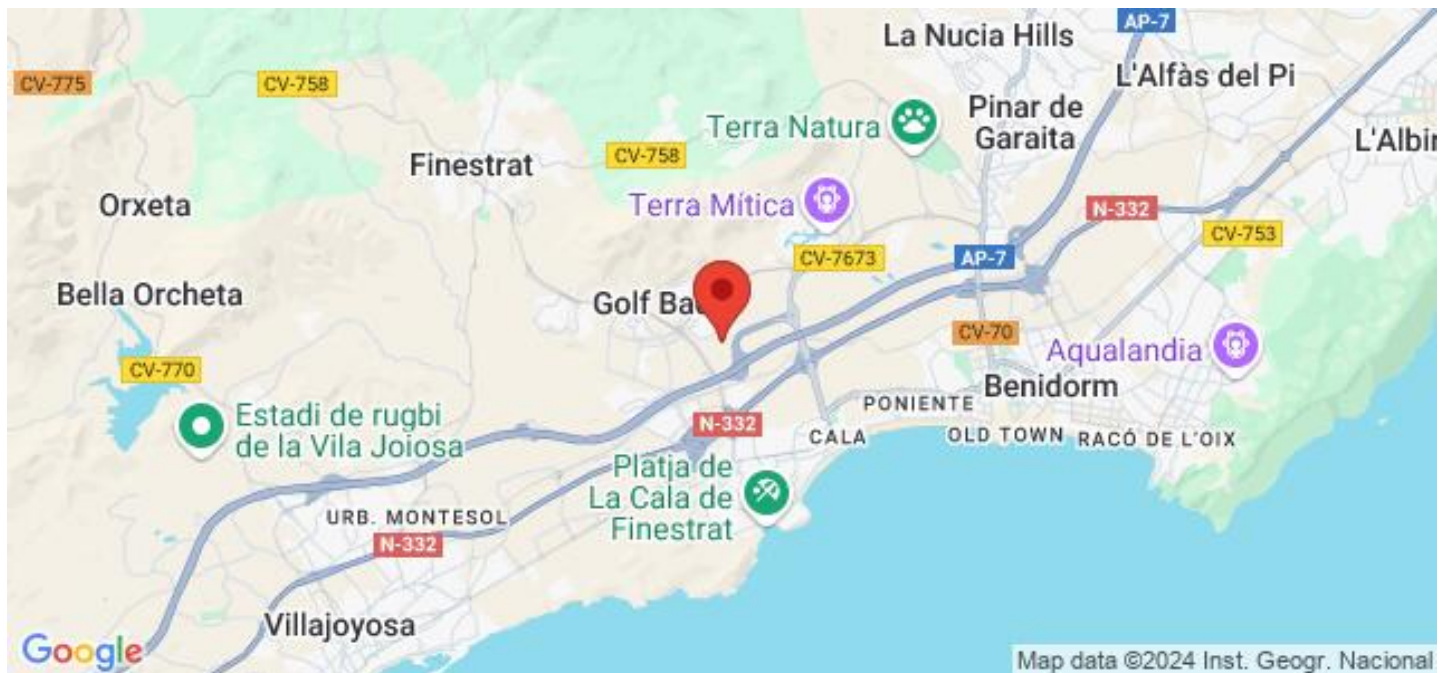 AP-7
La Nucia Hills
CV-775
CV-758
L'Alfàs del Pi
Terra Natura
Pinar de
Garaita
L'Albir
Finestrat
CV-758
Orxeta
Terra Mítica
N-332
CV-753
CV-7673
AP-7
Bella Orcheta
Golf
CV-70
Aqualandia
CV-770
Benidorm
PONIENTE
Estadi de rugbi
de la Vila Joiosa
N-332
CALA
OLD TOWN
RACÓ DE L'OIX
Platja de
La Cala de
Finestrat
URB. MONTESOL
N-332
Villajoyosa
Google
Map data ©2024 Inst. Geogr. Nacional